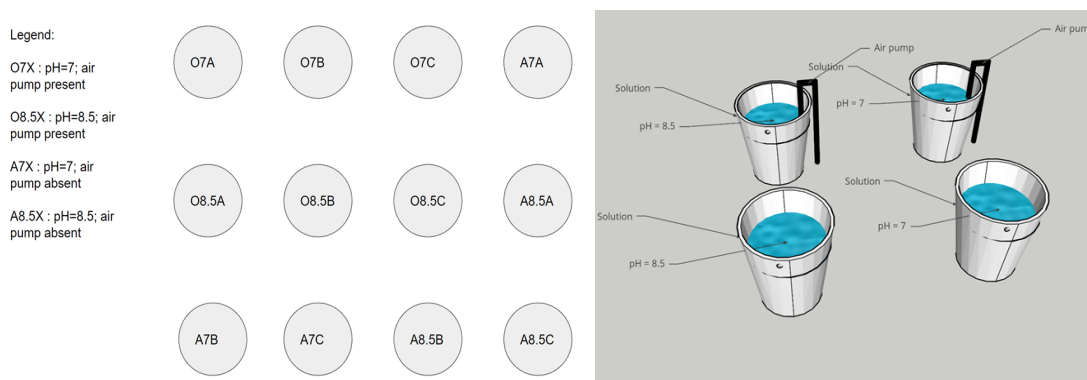 Legend:
O7X : pH=7; air
pump present
O8.5X : pH=8.5; air
pump present
A7X : pH=7; air
pump absent
A8.5X : pH=8.5; air
pump absent
O7A
O7B
O7C
A7A
O8.5A
O8.5B
O8.5C
A8.5A
A7B
A7C
A8.5B
A8.5C
Air pump
Solution
pH = 8.5
Air pum
Solution
pH = 7
Solution
pH = 8.5
Solution
pH = 7